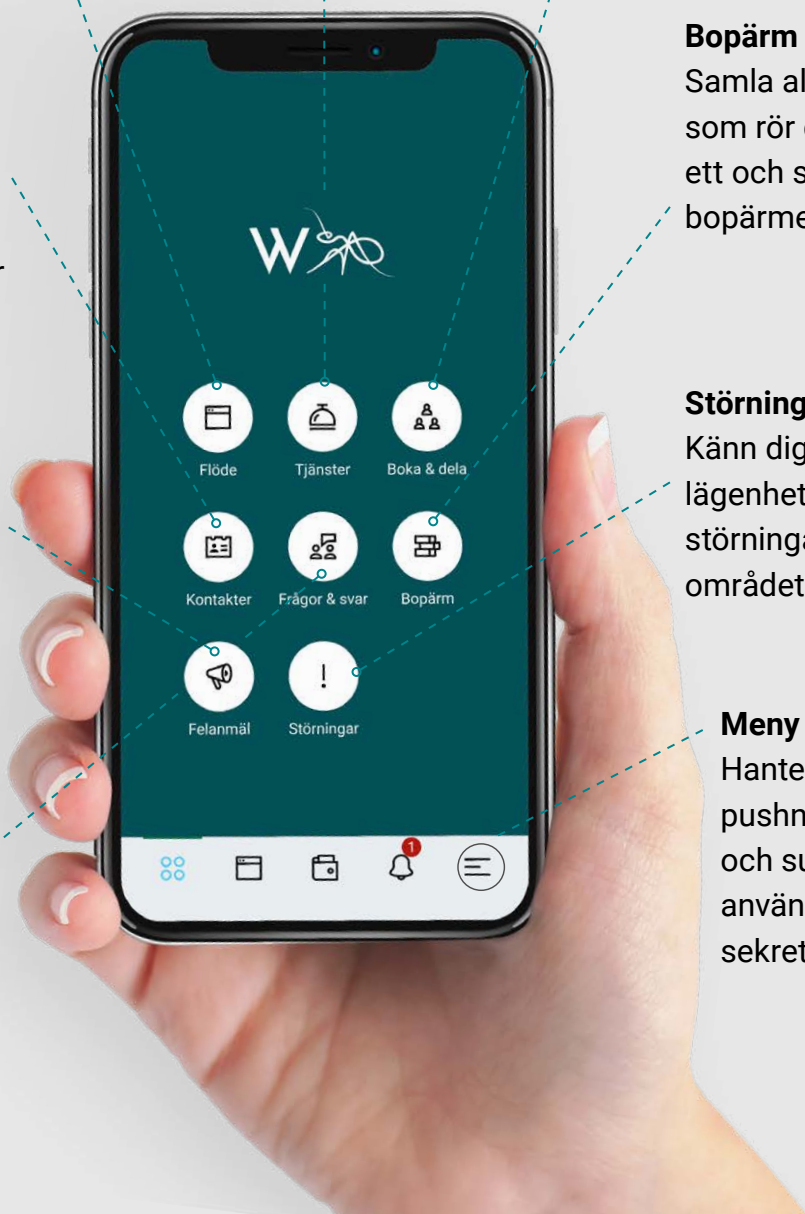 W
Flöde
Tjänster
Boka & dela
Kontakter
Frågor & svar
Bopärm
Felanmäl
Störningar
1
Bopärm
Samla al
som rör
ett och s
bopärme
Störning
Känn dig
lägenhet
störninga
området
Meny
Hante
pushn
och su
använ
sekret